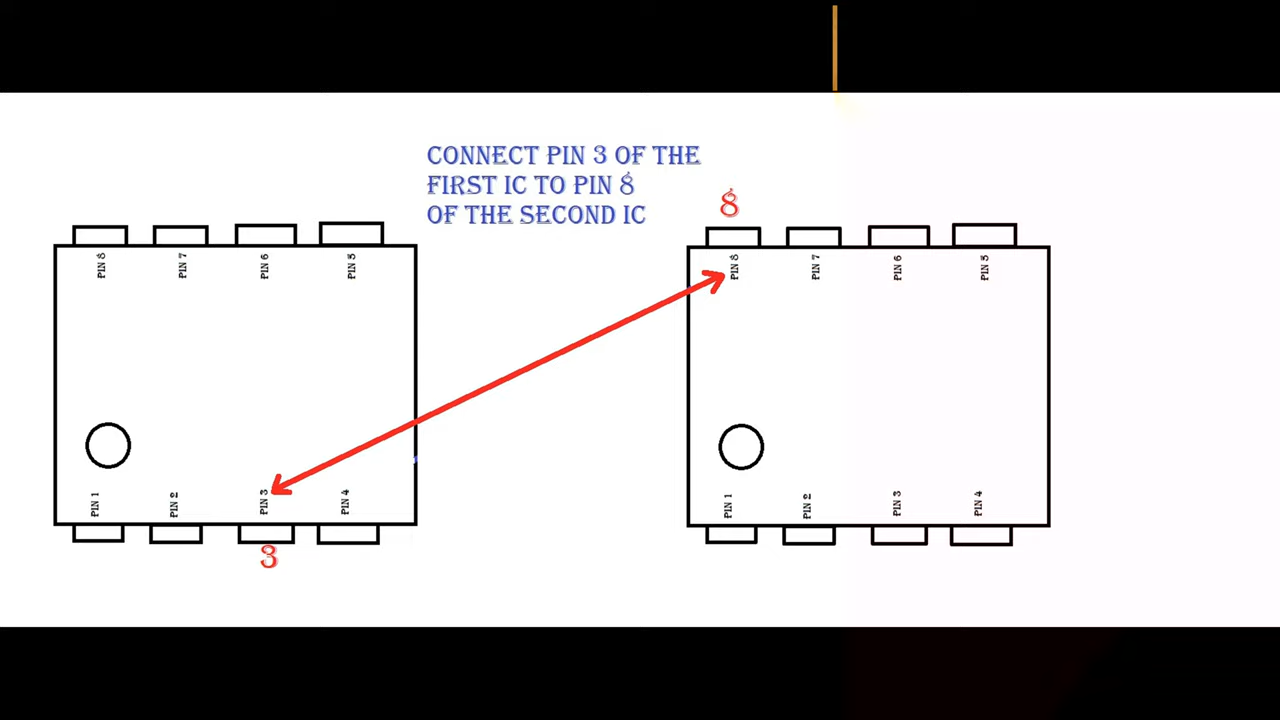 CONNECT PIN 3 OF THE
FIRST IC TO PIN 8
OF THE SECOND IC
8
PIN 8
PIN 7
PIN 6
PIN 5
PIN 8
PIN 7
PIN 6
PIN 5
PIN 1
PIN 2
PIN 3
PIN 4
PIN 1
PIN 2
PIN 3
PIN 4
3